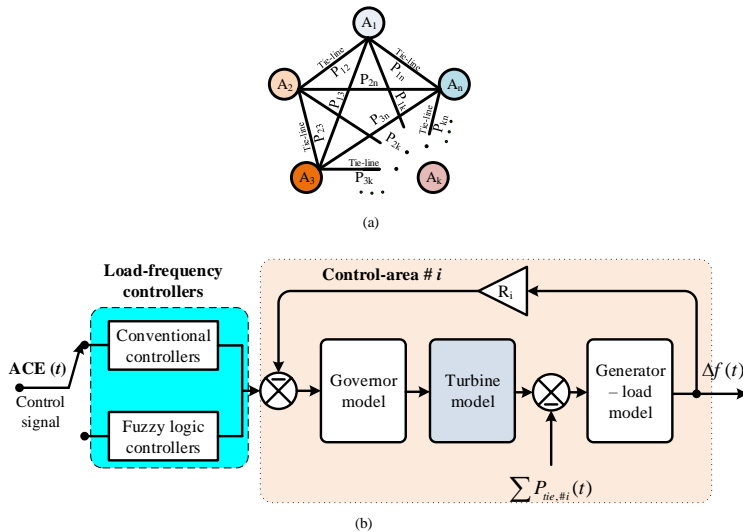 A1
Tie-line
P12
Tie-line
P1n
A2
P2n
An
P13
P1k
Tie-line
Pkn
Tie-line
P23
P3n
P2k
A3
Tie-line
P3k
Ak
(a)
Load-frequency
controllers
Control-area # i
Ri
ACE (t)
Control
signal
Conventional
controllers
Fuzzy logic
controllers
Governor
model
Turbine
model
Generator
– load
model
Δf (t)
∑ Ptie,#i (t)
(b)